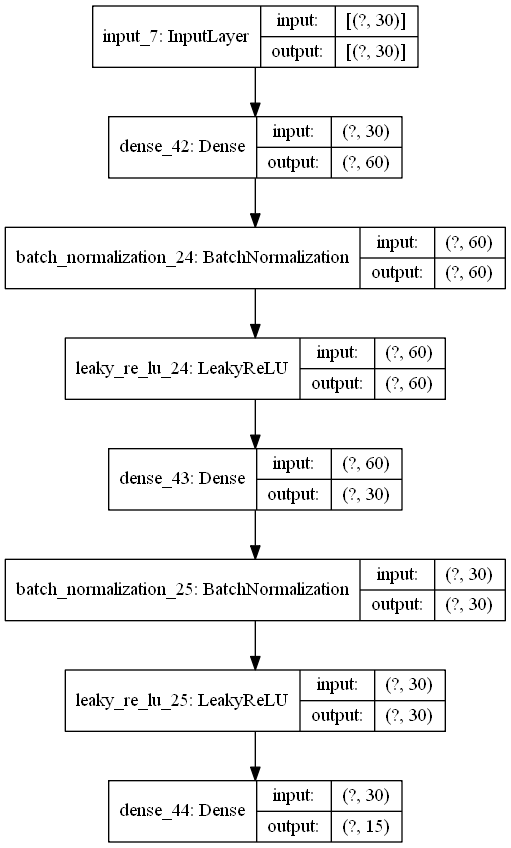 input_7: InputLayer
input: [(?, 30)]
output: [(?, 30)]
dense_42: Dense
input: (?, 30)
output: (?, 60)
batch_normalization_24: BatchNormalization
input: (?, 60)
output: (?, 60)
leaky_re_lu_24: LeakyReLU
input: (?, 60)
output: (?, 60)
dense_43: Dense
input: (?, 60)
output: (?, 30)
batch_normalization_25: BatchNormalization
input: (?, 30)
output: (?, 30)
leaky_re_lu_25: LeakyReLU
input: (?, 30)
output: (?, 30)
dense_44: Dense
input: (?, 30)
output: (?, 15)